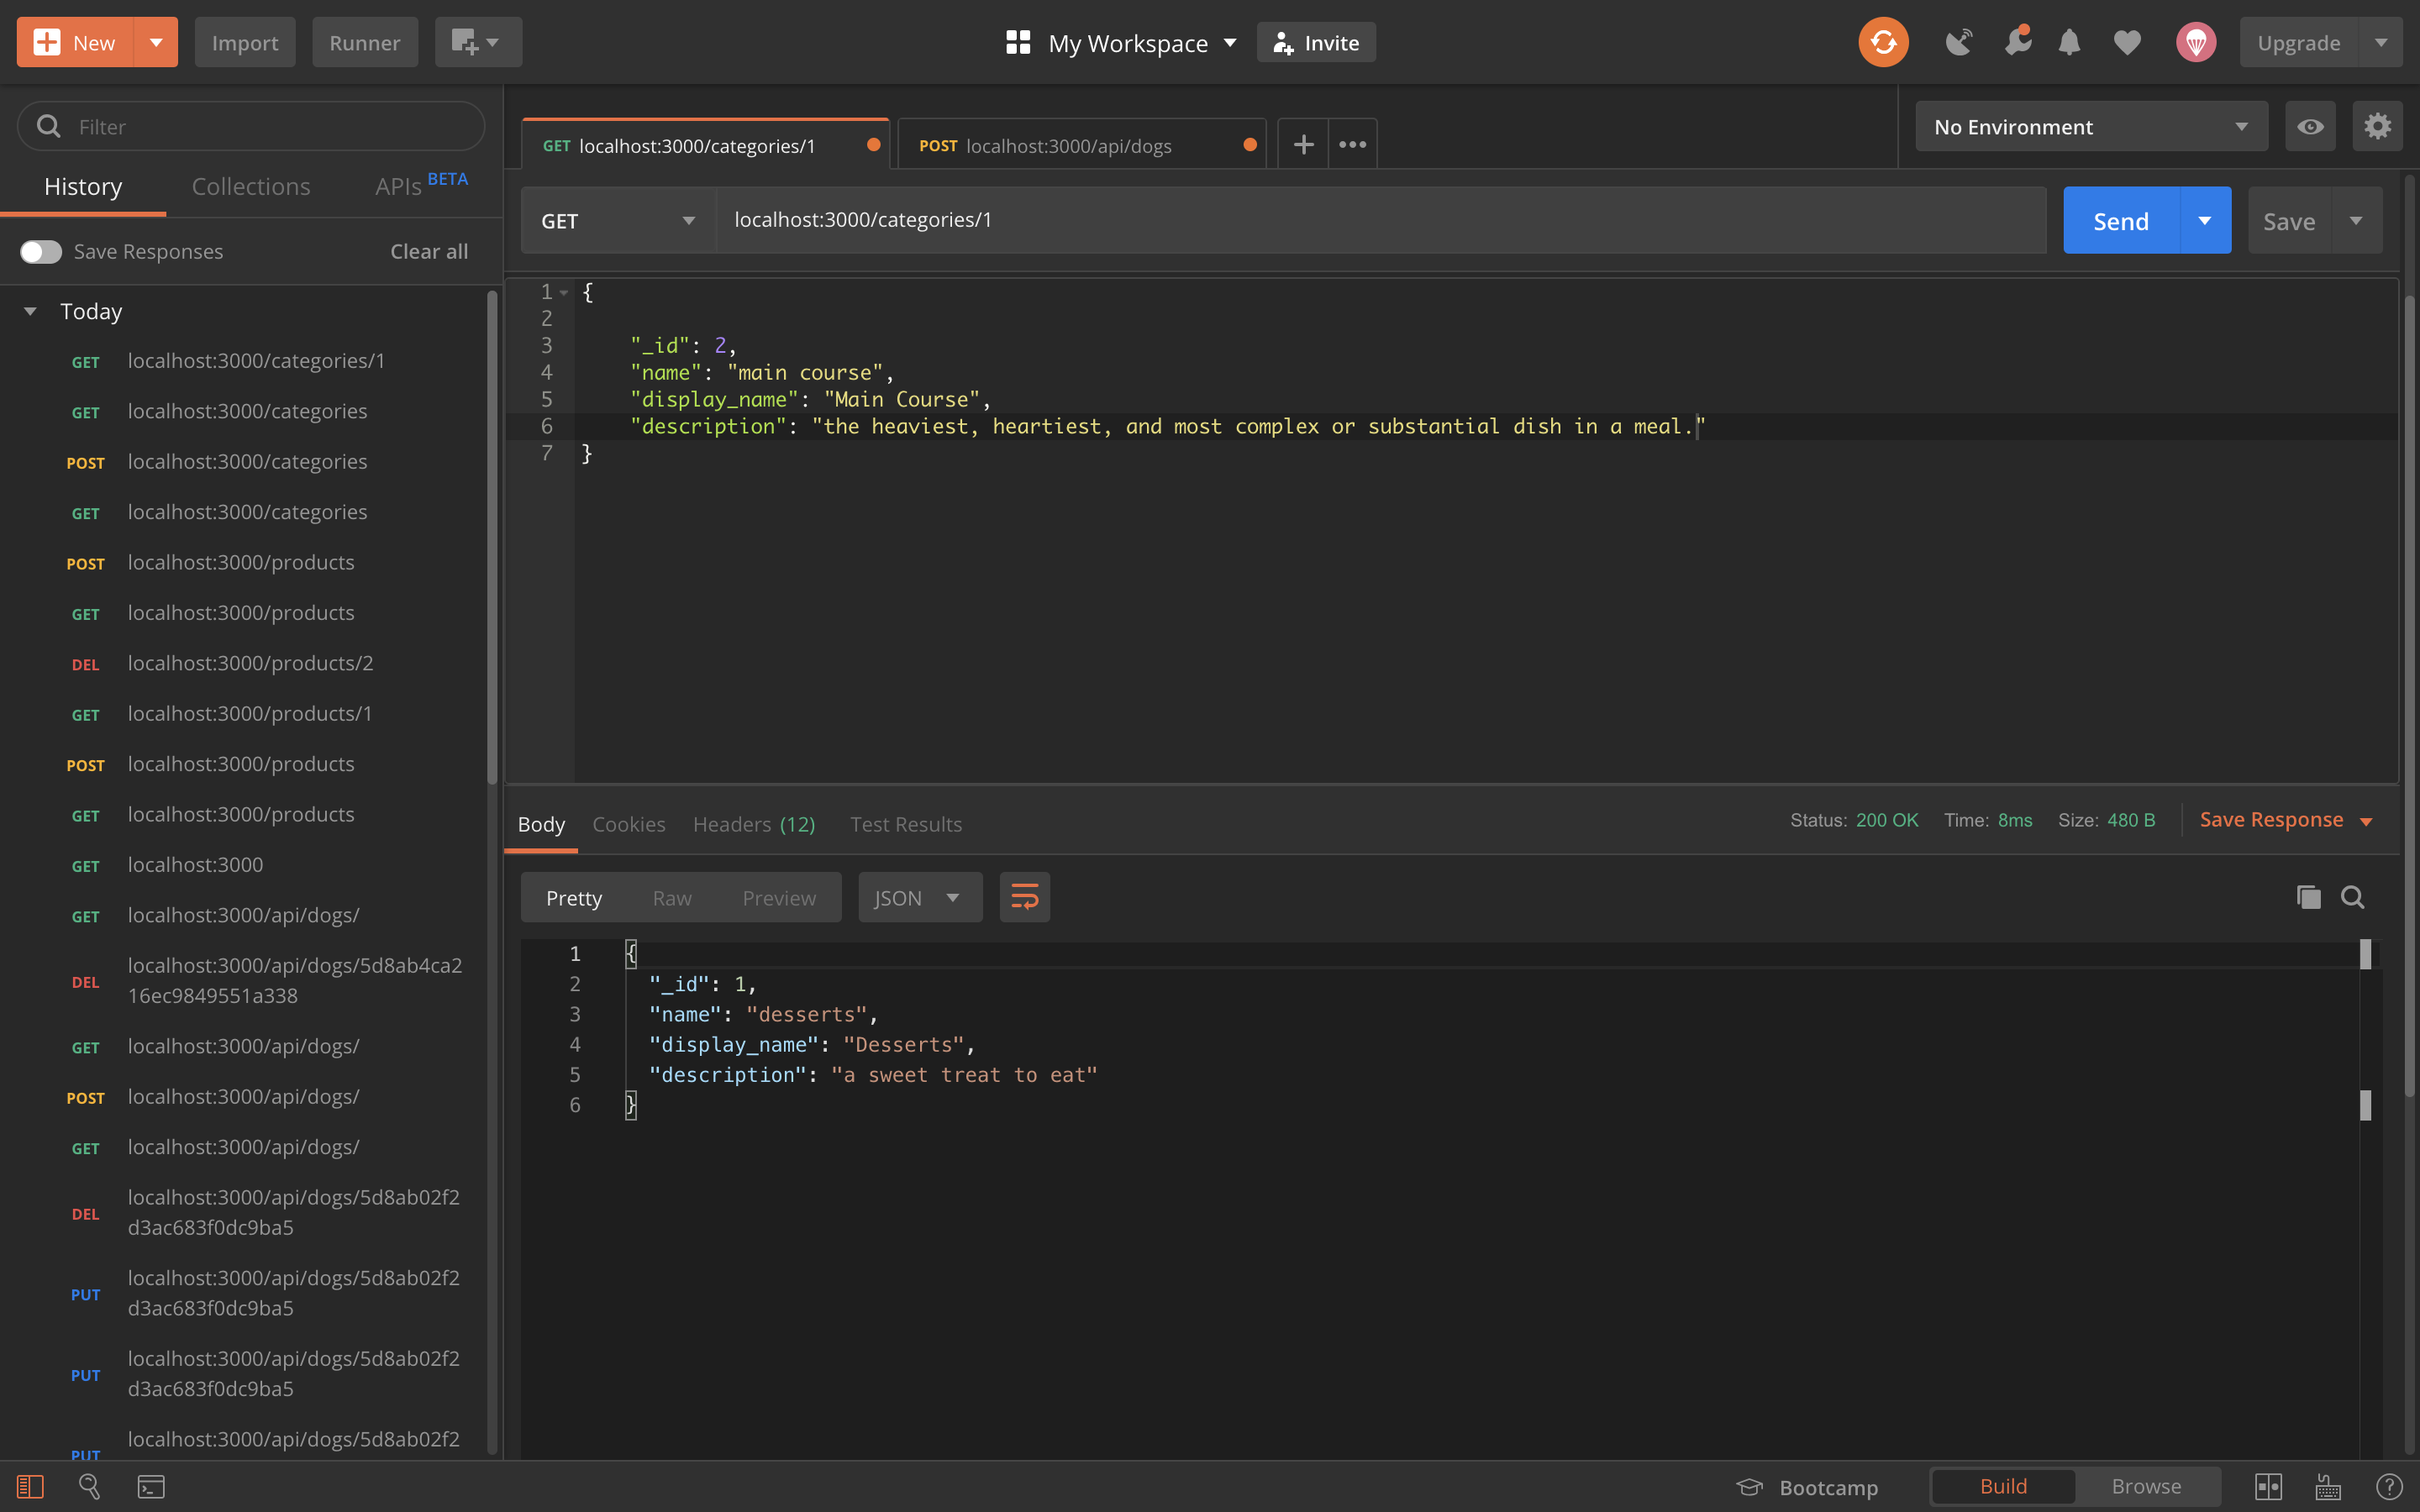 New
Import
Runner
My Workspace
Invite
Upgrade
Filter
History
Collections
APIs BETA
Save Responses
Clear all
Today
GET localhost:3000/categories/1
GET localhost:3000/categories
POST localhost:3000/categories
GET localhost:3000/categories
POST localhost:3000/products
GET localhost:3000/products
DEL localhost:3000/products/2
GET localhost:3000/products/1
POST localhost:3000/products
GET localhost:3000/products
GET localhost:3000
GET localhost:3000/api/dogs/
DEL localhost:3000/api/dogs/5d8ab4ca2
16ec9849551a338
GET localhost:3000/api/dogs/
POST localhost:3000/api/dogs/
GET localhost:3000/api/dogs/
DEL localhost:3000/api/dogs/5d8ab02f2
d3ac683f0dc9ba5
PUT localhost:3000/api/dogs/5d8ab02f2
d3ac683f0dc9ba5
PUT localhost:3000/api/dogs/5d8ab02f2
d3ac683f0dc9ba5
PUT localhost:3000/api/dogs/5d8ab02f2
GET localhost:3000/categories/1
POST localhost:3000/api/dogs
No Environment
GET localhost:3000/categories/1
Send
Save
1 {
2
3 "_id": 2,
4 "name": "main course",
5 "display_name": "Main Course",
6 "description": "the heaviest, heartiest, and most complex or substantial dish in a meal."
7 }
Body
Cookies
Headers (12)
Test Results
Status: 200 OK
Time: 8ms
Size: 480 B
Save Response
Pretty
Raw
Preview
JSON
1 {
2 "_id": 1,
3 "name": "desserts",
4 "display_name": "Desserts",
5 "description": "a sweet treat to eat"
6 }
Bootcamp
Build
Browse